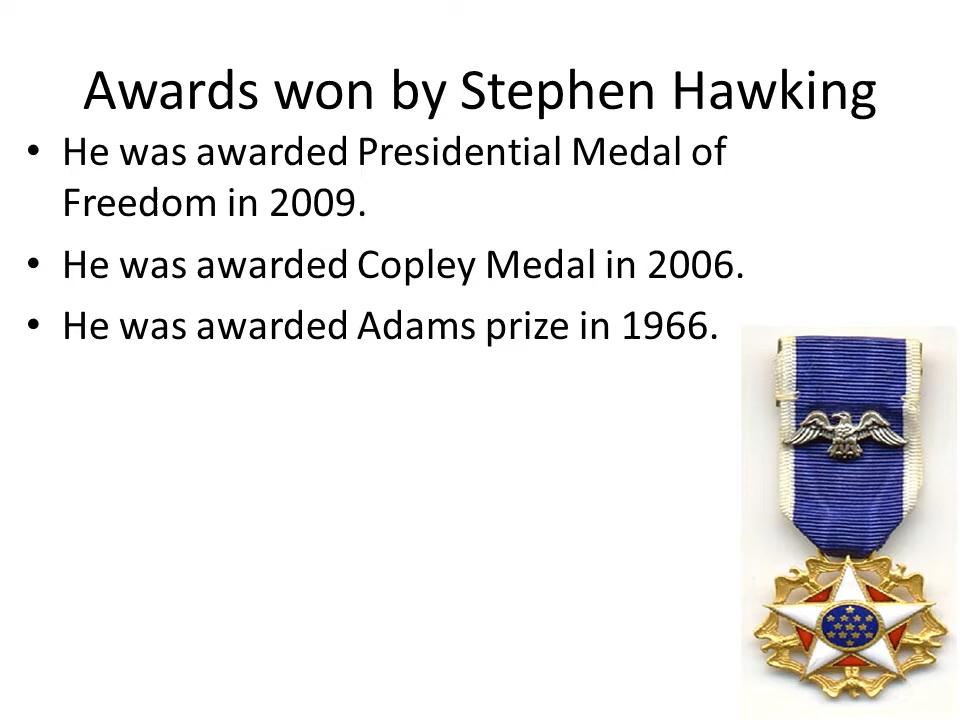 Awards won by Stephen Hawking
• He was awarded Presidential Medal of
Freedom in 2009.
• He was awarded Copley Medal in 2006.
• He was awarded Adams prize in 1966.